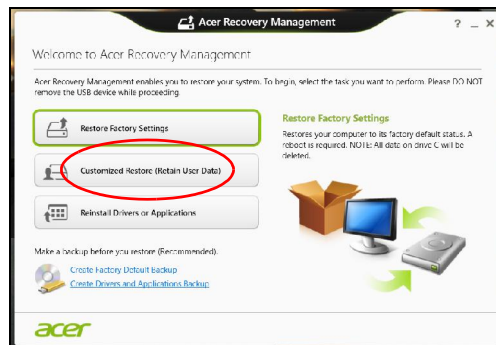 Acer Recovery Management
Welcome to Acer Recovery Management
Acer Recovery Management enables you to restore your system. To begin, select the task you want to perform. Please DO NOT
remove the USB device while proceeding.
Restore Factory Settings
Customized Restore (Retain User Data)
Reinstall Drivers or Applications
Restore Factory Settings
Restores your computer to its factory default status. A
reboot is required. NOTE: All data on drive C will be
deleted.
Make a backup before you restore (Recommended).
Create Factory Default Backup
Create Drivers and Applications Backup
acer